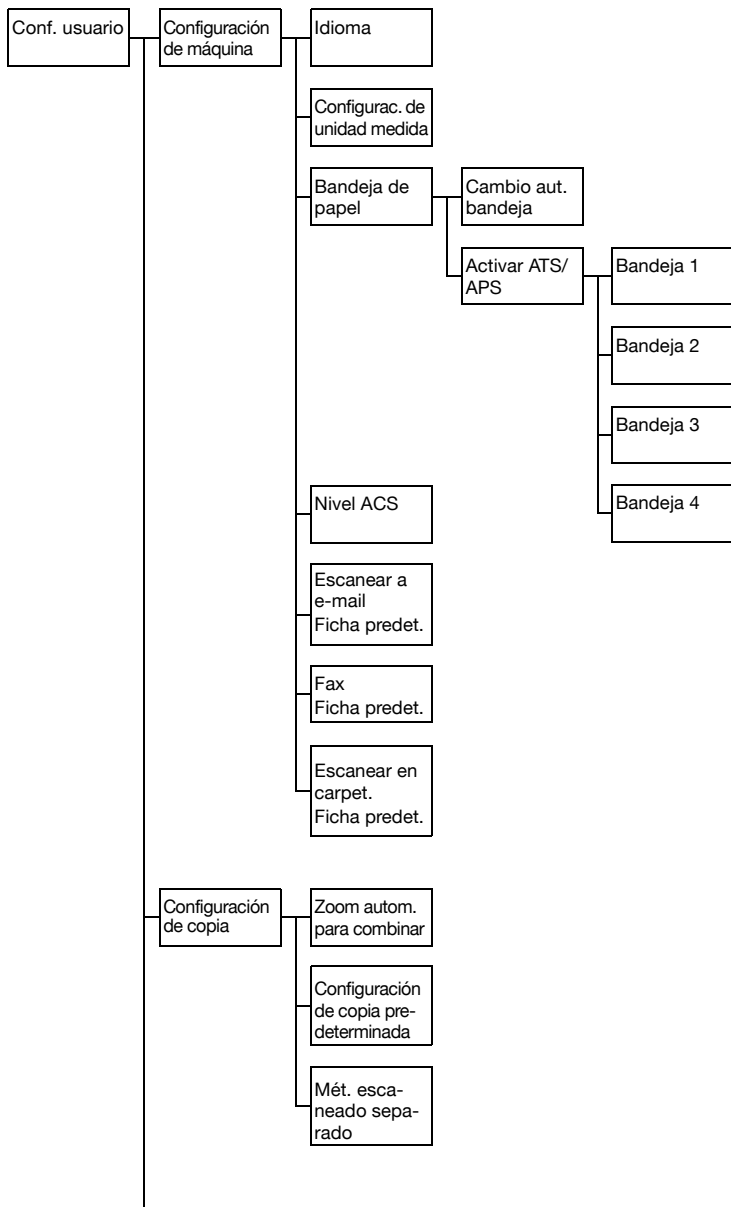 Conf. usuario
Configuración
de máquina
Idioma
Configurac. de
unidad medida
Bandeja de
papel
Cambio aut.
bandeja
Activar ATS/
APS
Bandeja 1
Bandeja 2
Bandeja 3
Bandeja 4
Nivel ACS
Escanear a
e-mail
Ficha predet.
Fax
Ficha predet.
Escanear en
carpet.
Ficha predet.
Configuración
de copia
Zoom autom.
para combinar
Configuración
de copia pre-
determinada
Mét. esca-
neado sepa-
rado